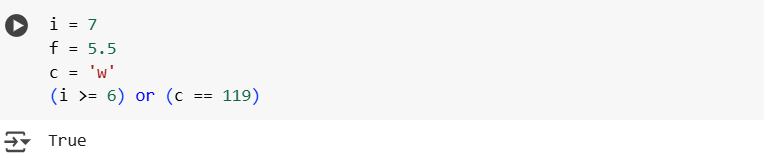 i = 7
f = 5.5
c = 'w'
(i >= 6) or (c == 119)
True